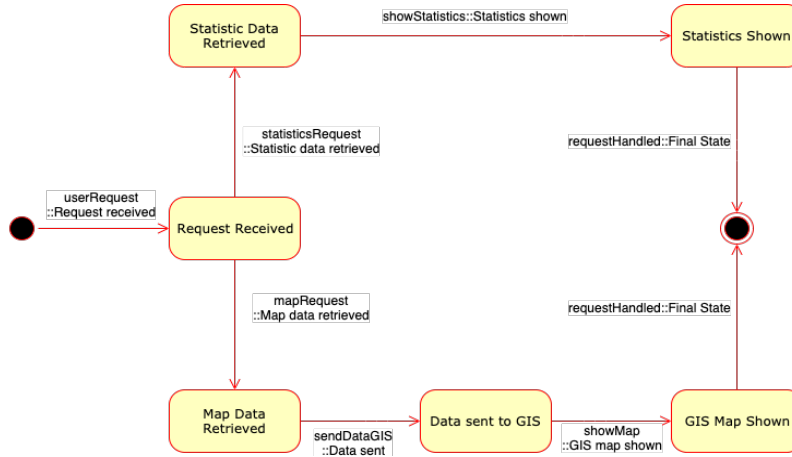 Statistic Data
Retrieved
showStatistics::Statistics shown
Statistics Shown
statisticsRequest
::Statistic data retrieved
requestHandled::Final State
userRequest
::Request received
Request Received
mapRequest
::Map data retrieved
requestHandled::Final State
Map Data
Retrieved
sendDataGIS
::Data sent
Data sent to GIS
showMap
::GIS map shown
GIS Map Shown